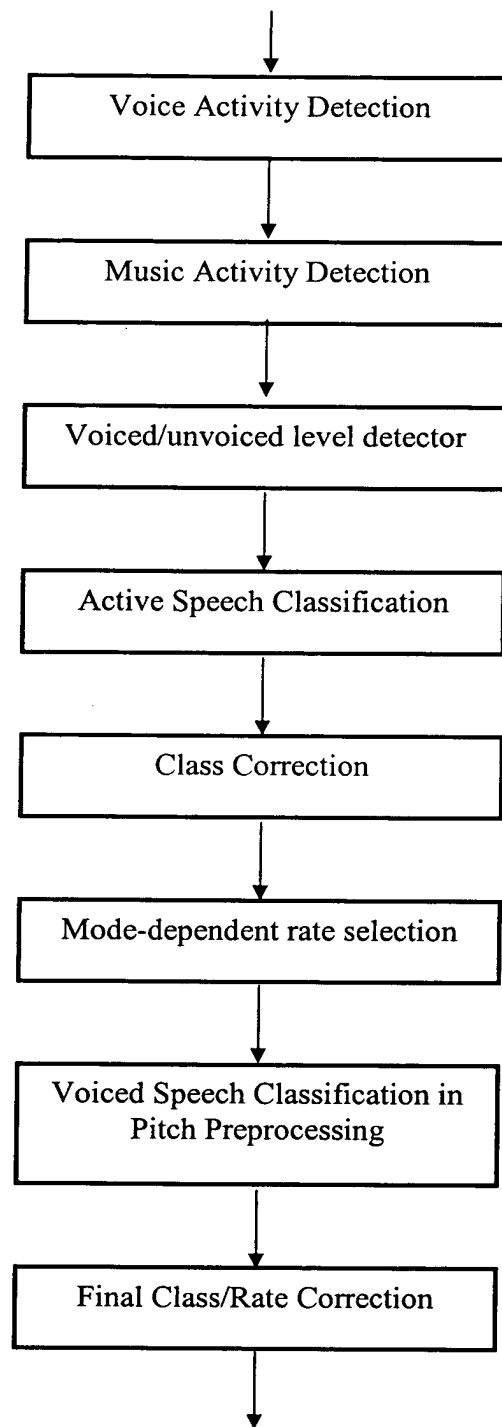 Voice Activity Detection
Music Activity Detection
Voiced/unvoiced level detector
Active Speech Classification
Class Correction
Mode-dependent rate selection
Voiced Speech Classification in
Pitch Preprocessing
Final Class/Rate Correction